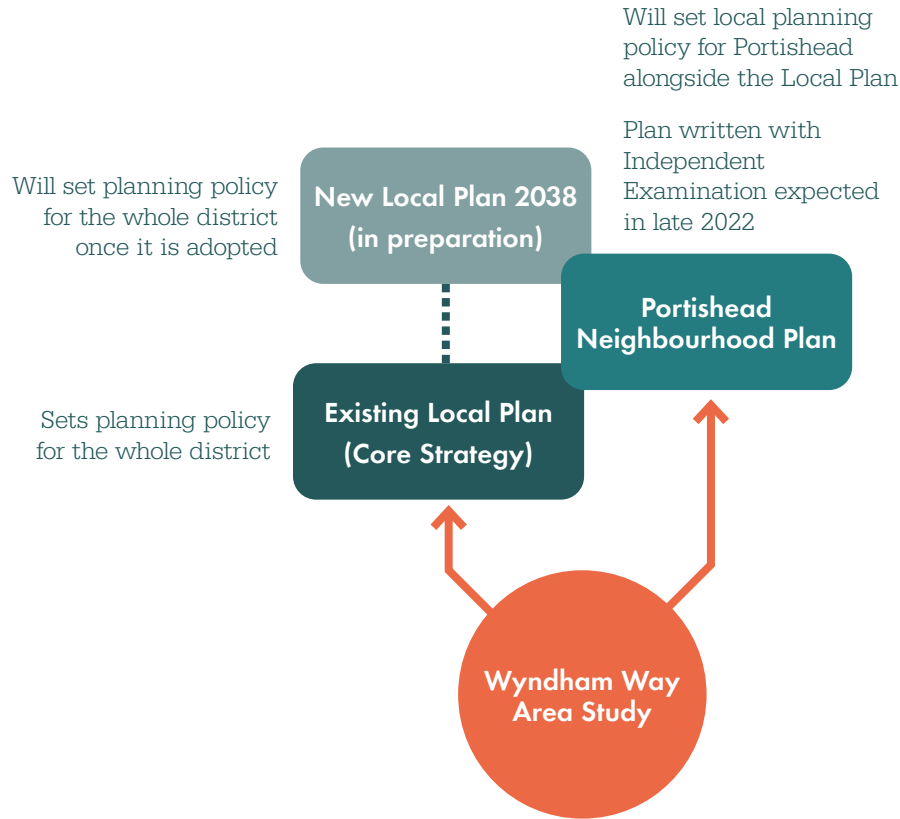 Will set local planning
policy for Portishead
alongside the Local Plan
Plan written with
Independent
Examination expected
in late 2022
Will set planning policy
for the whole district
once it is adopted
New Local Plan 2038
(in preparation)
Portishead
Neighbourhood Plan
Sets planning policy
for the whole district
Existing Local Plan
(Core Strategy)
Wyndham Way
Area Study